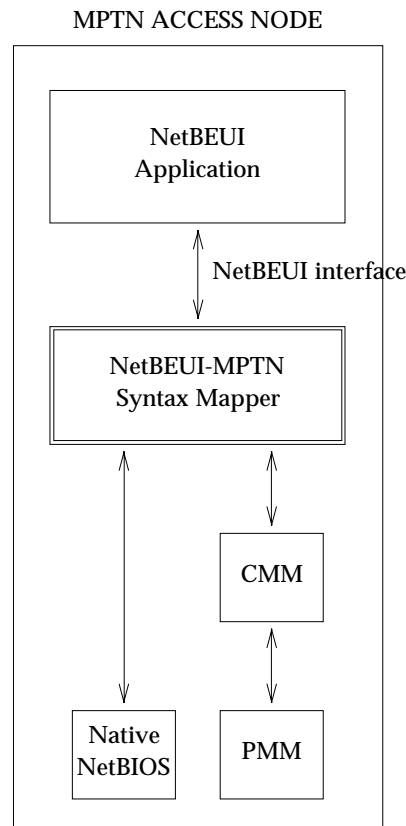 MPTN ACCESS NODE
NetBEUI
Application
NetBEUI interface
NetBEUI-MPTN
Syntax Mapper
CMM
Native
NetBIOS
PMM